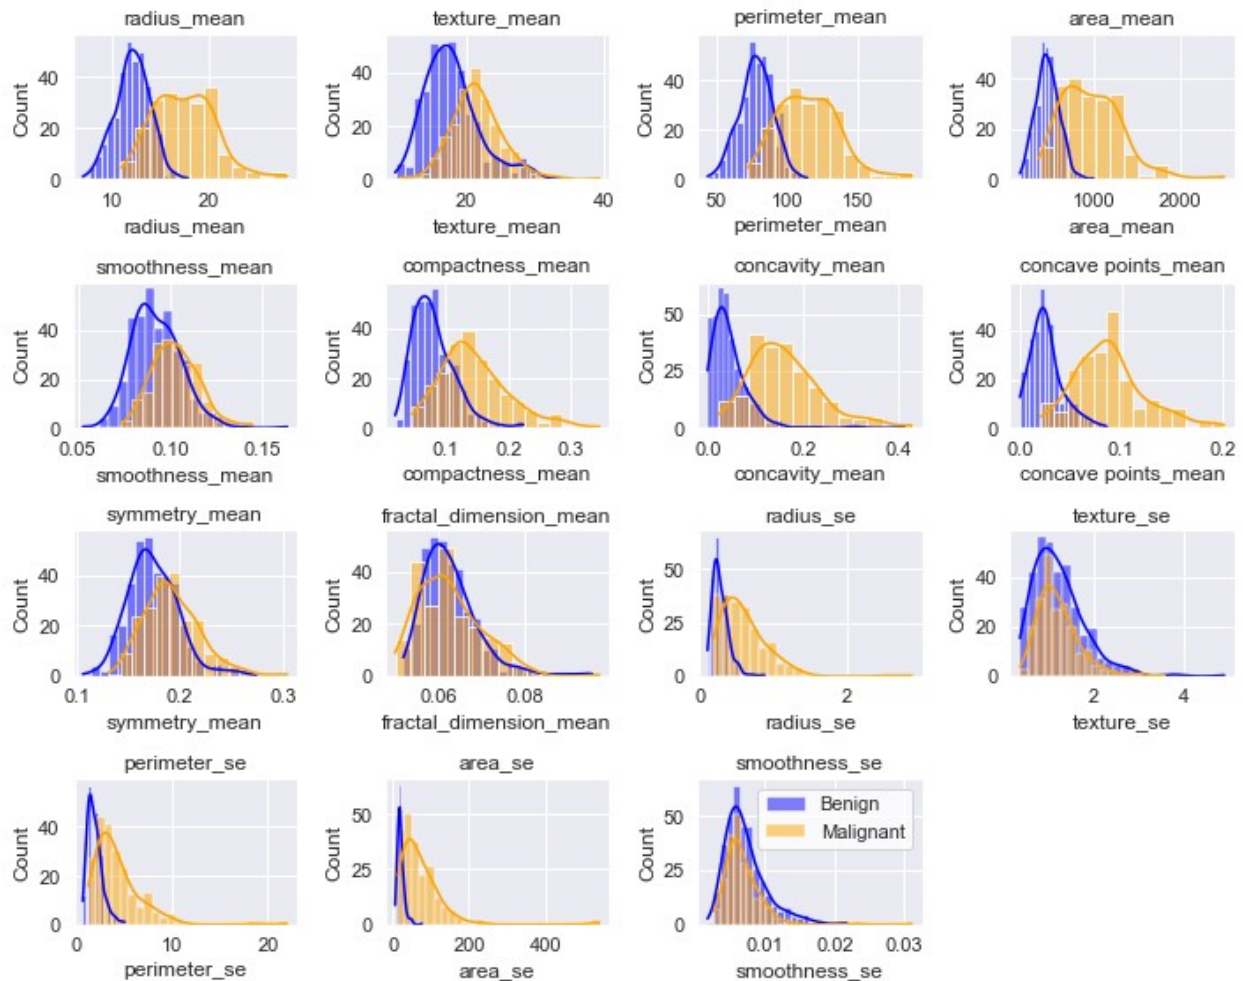 radius_mean texture_mean perimeter_mean area_mean
Count 40 20 0 Count 40 20 0 Count 40 20 0 Count 40 20 0
10 20 20 40 50 100 150 1000 2000
radius_mean texture_mean perimeter_mean area_mean
smoothness_mean compactness_mean concavity_mean concave points_mean
Count 40 20 0 Count 40 20 0 Count 50 25 0 Count 40 20 0
0.05 0.10 0.15 0.1 0.2 0.3 0.0 0.2 0.4 0.0 0.1 0.2
smoothness_mean compactness_mean concavity_mean concave points_mean
symmetry_mean fractal_dimension_mean radius_se texture_se
Count 40 20 0 Count 40 20 0 Count 50 25 0 Count 40 20 0
0.1 0.2 0.3 0.06 0.08 0 2 2 4
symmetry_mean fractal_dimension_mean radius_se texture_se
perimeter_se area_se smoothness_se
Count 40 20 0 Count 50 25 0 Count 50 25 0
Benign
Malignant
0 10 20 0 200 400 0.01 0.02 0.03
perimeter_se area_se smoothness_se